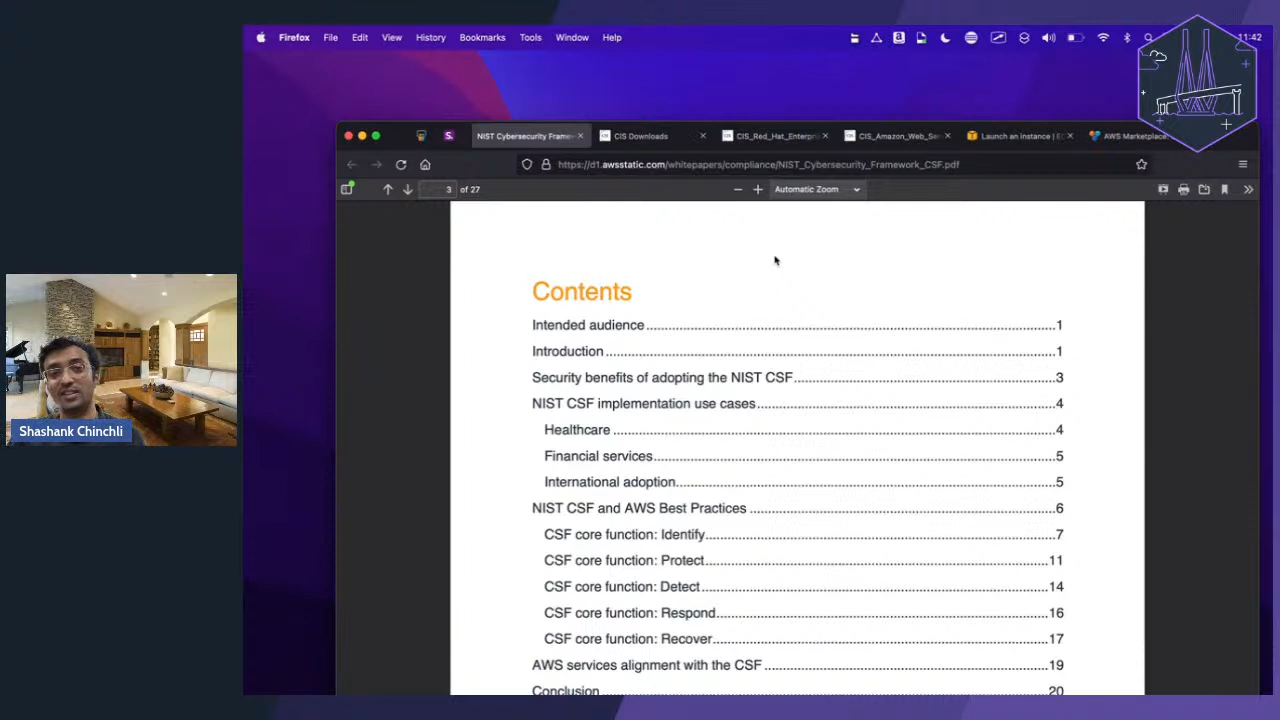 Firefox File Edit View History Bookmarks Tools Window Help 11:42
NIST Cybersecurity Frame CIS Downloads CIS_Red_Hat_Enterpri CIS_Amazon_Web_Se Launch an instance | E AWS Marketplace:
https://d1.awsstatic.com/whitepapers/compliance/NIST_Cybersecurity_Framework_CSF.pdf
3 of 27 Automatic Zoom
Contents
Intended audience 1
Introduction 1
Security benefits of adopting the NIST CSF 3
NIST CSF implementation use cases 4
Healthcare 4
Financial services 5
International adoption 5
NIST CSF and AWS Best Practices 6
CSF core function: Identify 7
CSF core function: Protect 11
CSF core function: Detect 14
CSF core function: Respond 16
CSF core function: Recover 17
AWS services alignment with the CSF 19
Conclusion 20
Shashank Chinchli